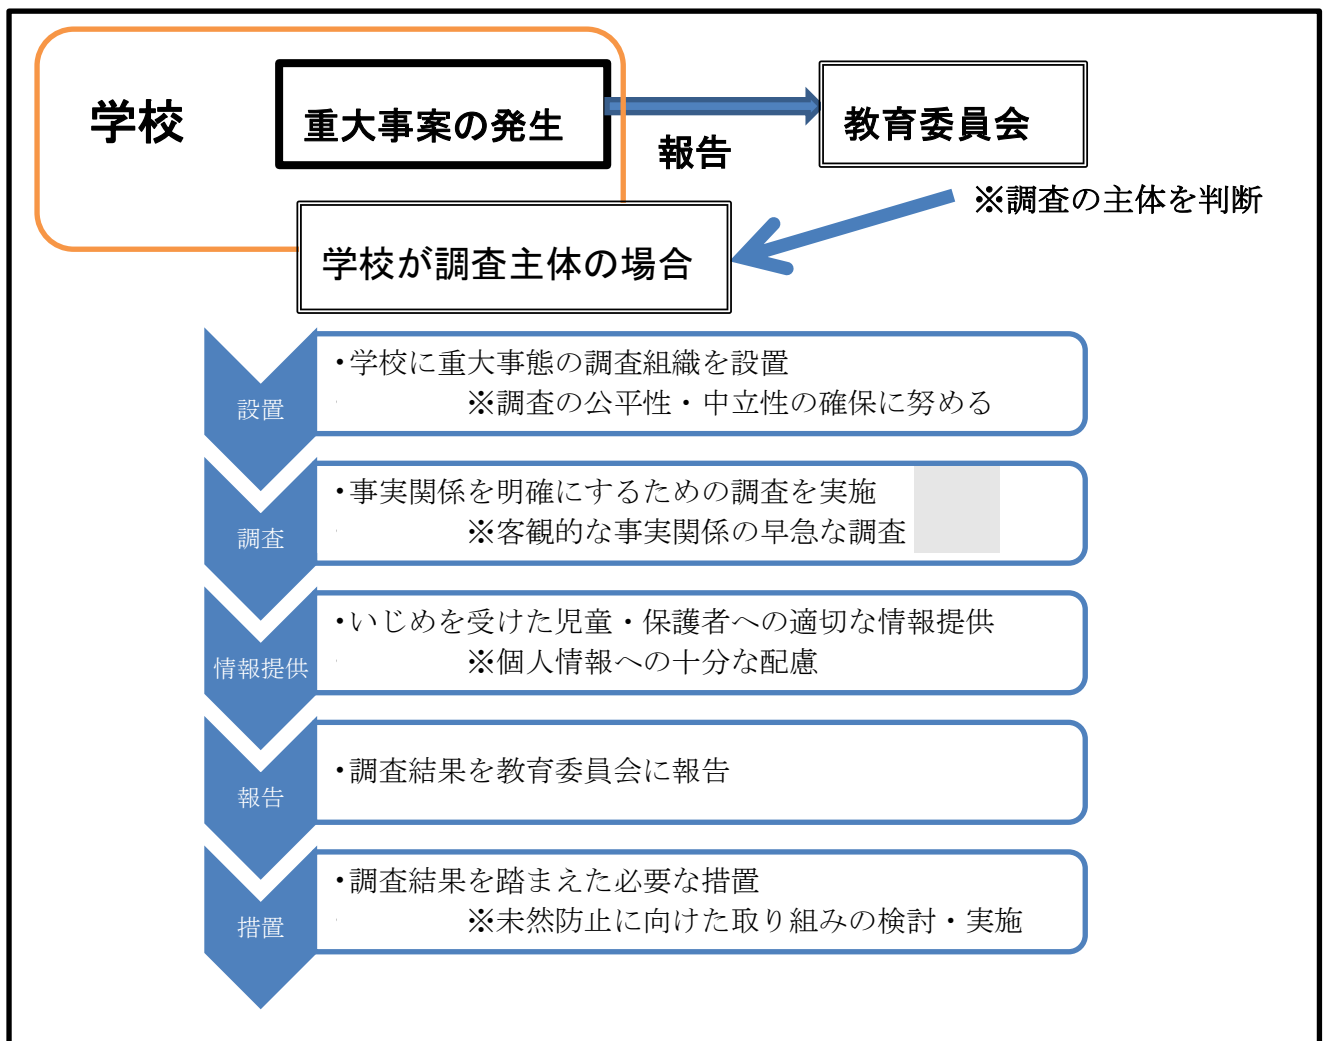 学校
重大事案の発生
報告
教育委員会
※調査の主体を判断
学校が調査主体の場合
設置
・学校に重大事態の調査組織を設置
※調査の公平性・中立性の確保に努める
調査
・事実関係を明確にするための調査を実施
※客観的な事実関係の早急な調査
情報提供
・いじめを受けた児童・保護者への適切な情報提供
※個人情報への十分な配慮
報告
・調査結果を教育委員会に報告
措置
・調査結果を踏まえた必要な措置
※未然防止に向けた取り組みの検討・実施